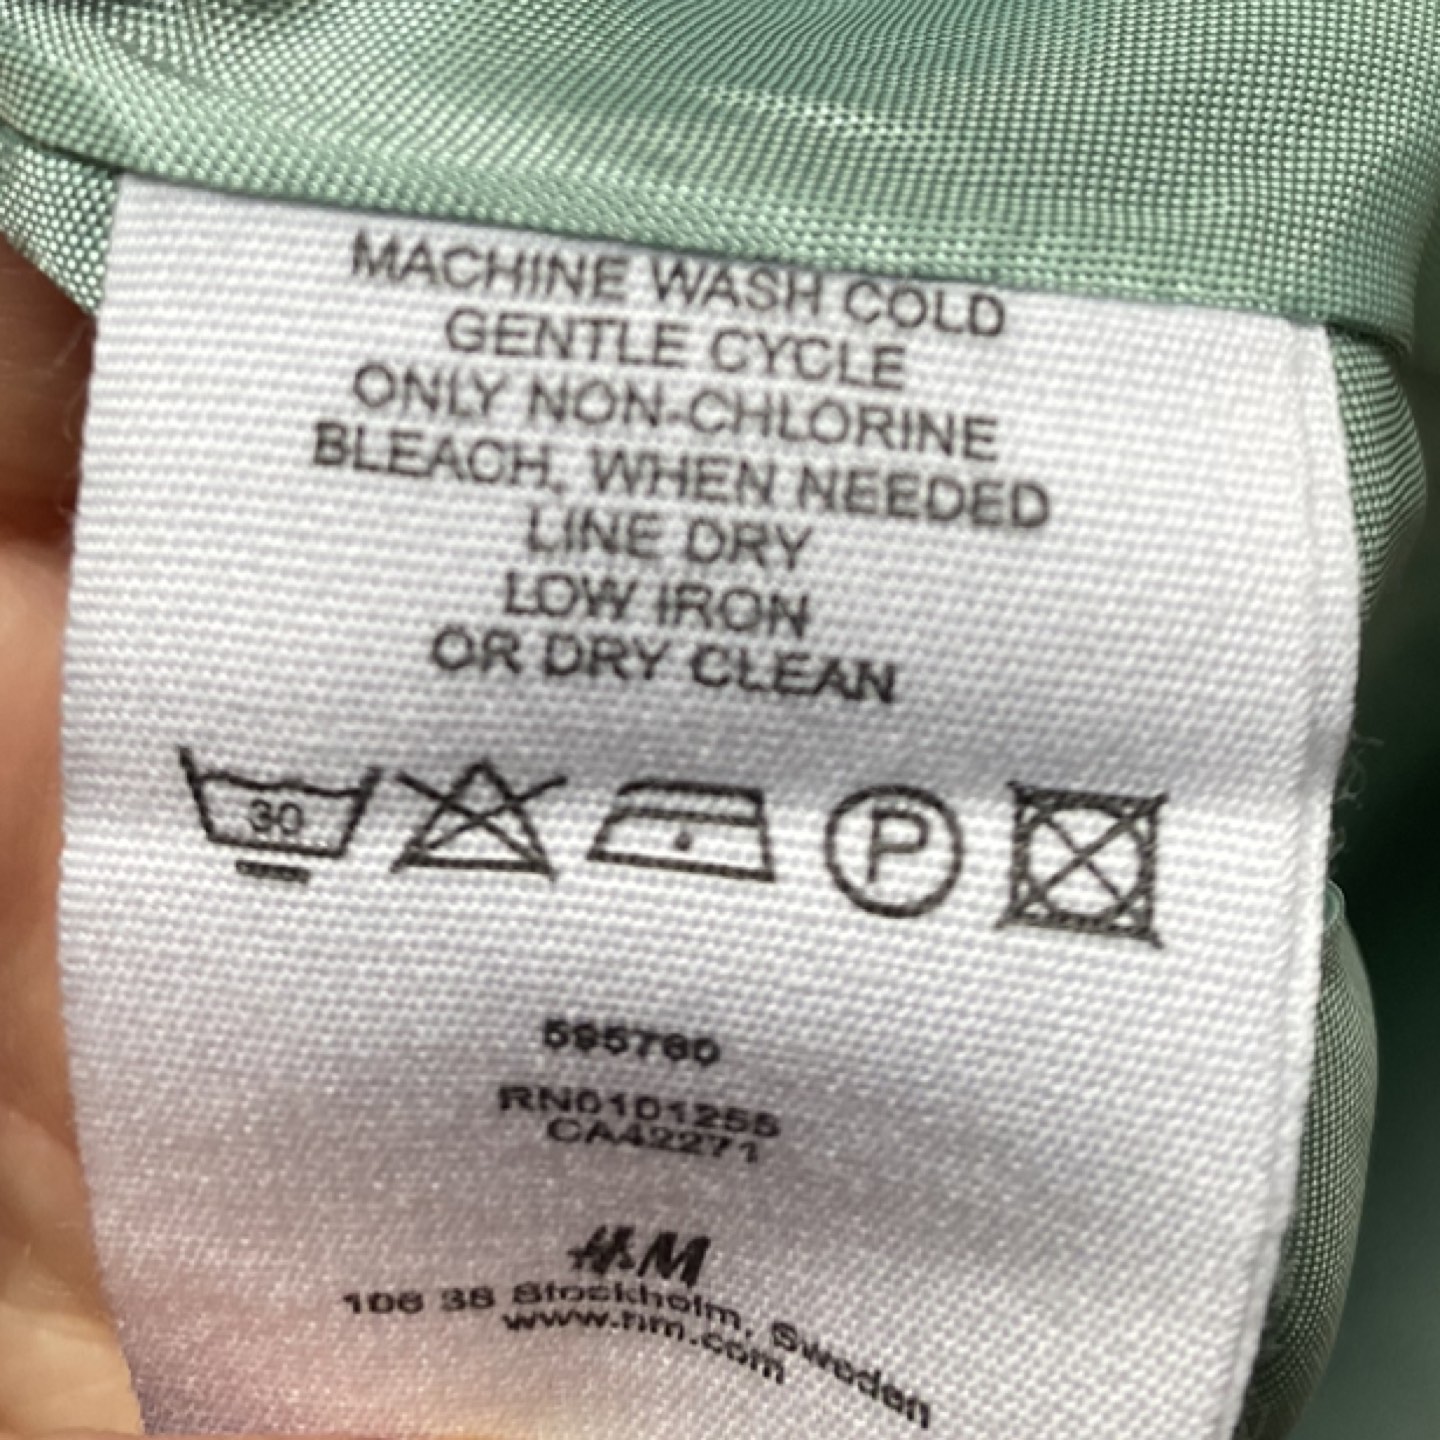 MACHINE WASH COLD
GENTLE CYCLE
ONLY NON-CHLORINE
BLEACH, WHEN NEEDED
LINE DRY
LOW IRON
OR DRY CLEAN
30
P
595780
RN0101255
CA42271
H&M
106 38 Stockholm, Sweden
www.hm.com